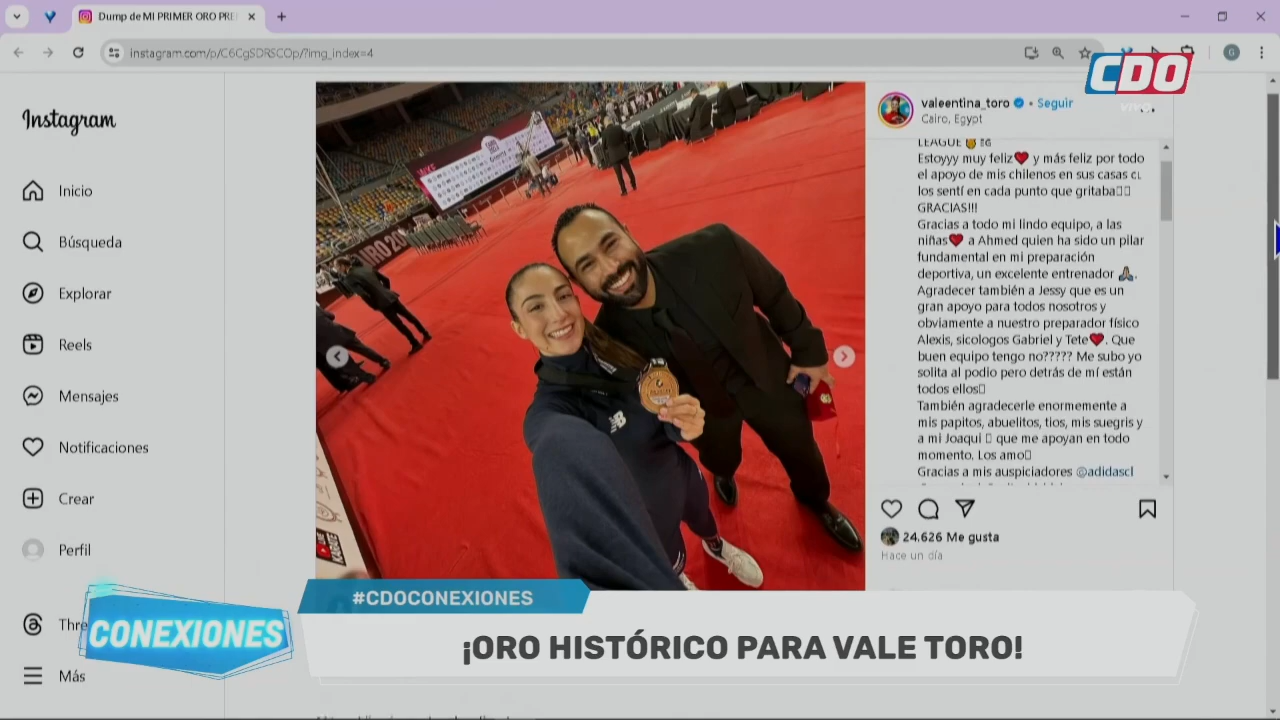 Dump de MI PRIMER ORO PRE
instagram.com/p/C6CgSDRSCOp/?img_index=4
CDO
VIVO
Instagram
Inicio
Búsqueda
Explorar
Reels
Mensajes
Notificaciones
Crear
Perfil
Thre
Más
valeentina_toro • Seguir
Cairo, Egypt
LEAGUE
Estoyyy muy feliz❤️ y más feliz por todo
el apoyo de mis chilenos en sus casas CL
los sentí en cada punto que gritaba
GRACIAS!!!
Gracias a todo mi lindo equipo, a las
niñas❤️ a Ahmed quien ha sido un pilar
fundamental en mi preparación
deportiva, un excelente entrenador 🙏.
Agradecer también a Jessy que es un
gran apoyo para todos nosotros y
obviamente a nuestro preparador físico
Alexis, sicologos Gabriel y Tete❤️. Que
buen equipo tengo no????? Me subo yo
solita al podio pero detrás de mí están
todos ellos
También agradecerle enormemente a
mis papitos, abuelitos, tios, mis suegris y
a mi Joaqui que me apoyan en todo
momento. Los amo
Gracias a mis auspiciadores @adidascl
24.626 Me gusta
Hace un día
#CDOCONEXIONES
CONEXIONES
¡ORO HISTÓRICO PARA VALE TORO!